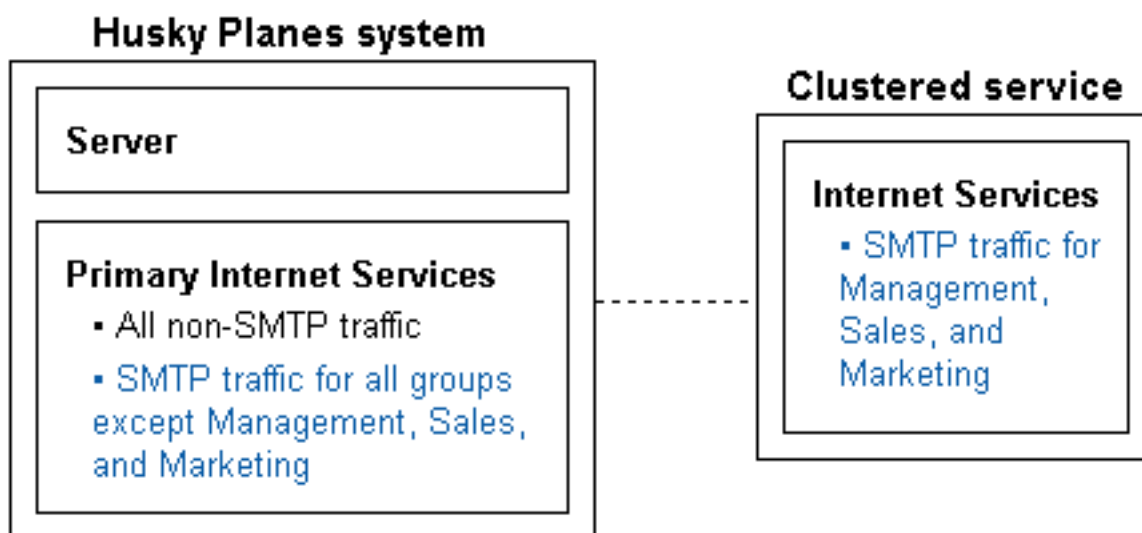 Husky Planes system
Server
Primary Internet Services
▪ All non-SMTP traffic
▪ SMTP traffic for all groups
except Management, Sales,
and Marketing
Clustered service
Internet Services
▪ SMTP traffic for
Management,
Sales, and
Marketing